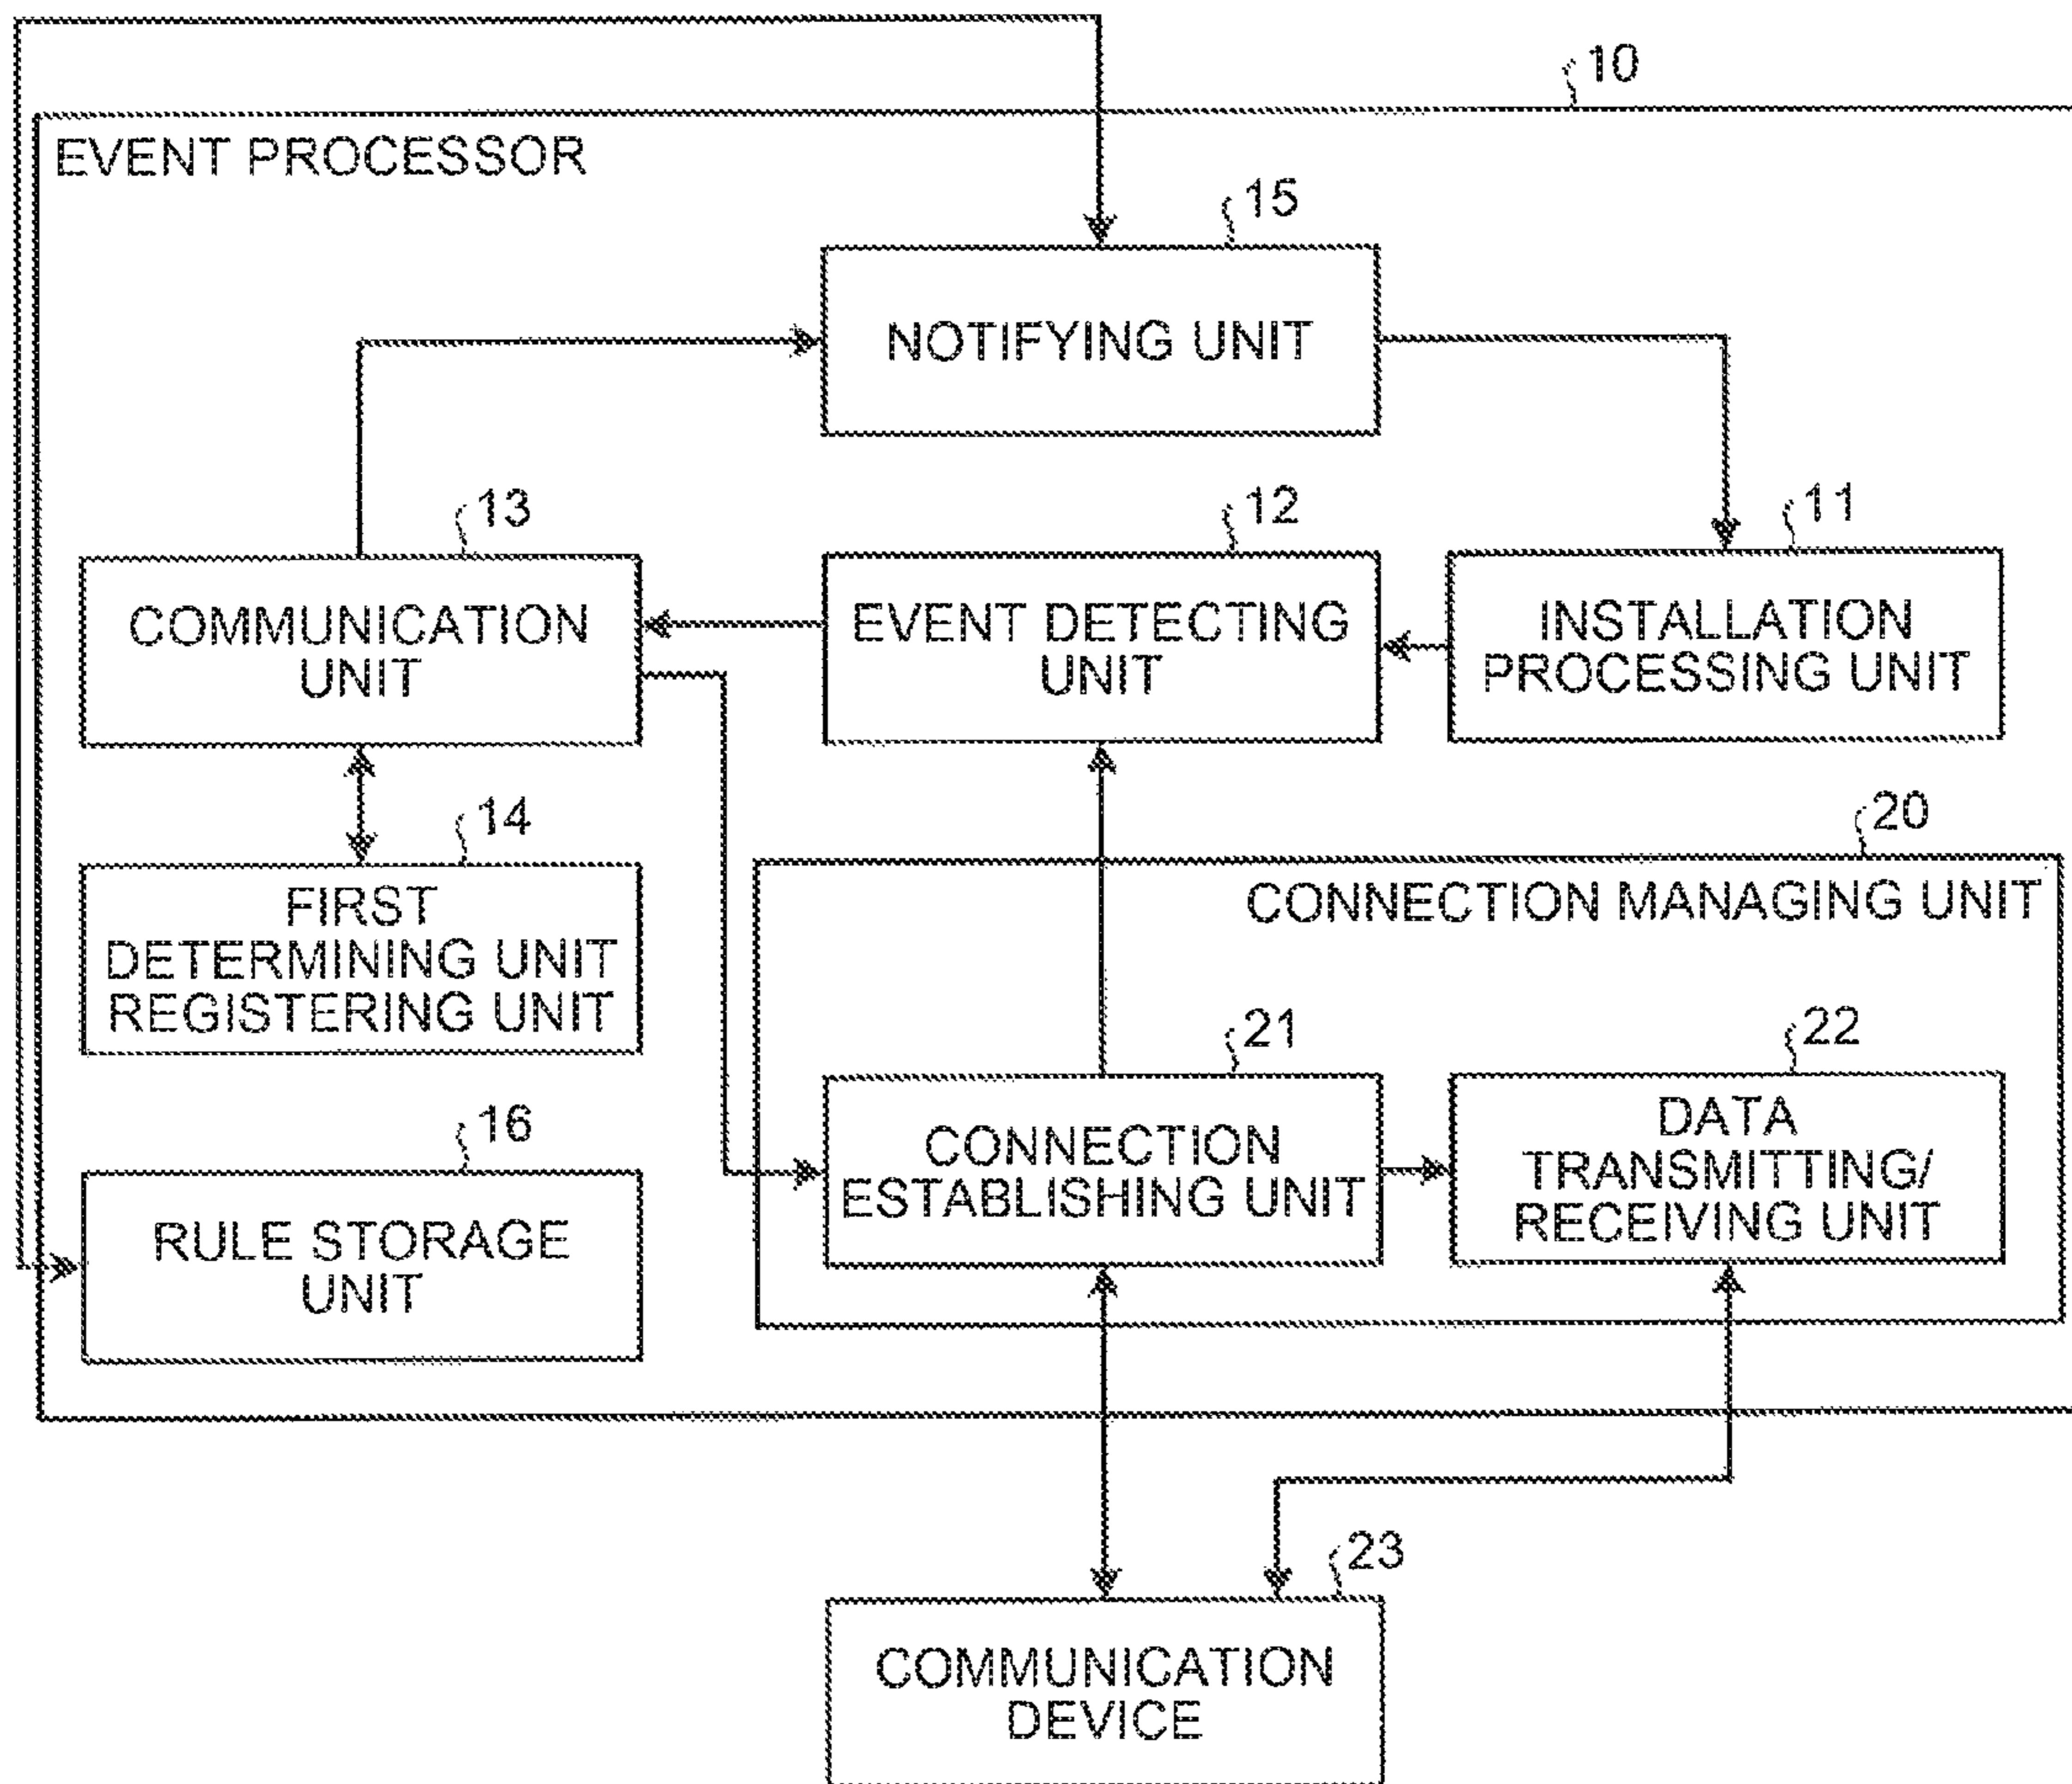 10
EVENT PROCESSOR
15
NOTIFYING UNIT
13
COMMUNICATION
UNIT
12
EVENT DETECTING
UNIT
11
INSTALLATION
PROCESSING UNIT
14
FIRST
DETERMINING UNIT
REGISTERING UNIT
20
CONNECTION MANAGING UNIT
16
RULE STORAGE
UNIT
21
CONNECTION
ESTABLISHING UNIT
22
DATA
TRANSMITTING/
RECEIVING UNIT
23
COMMUNICATION
DEVICE